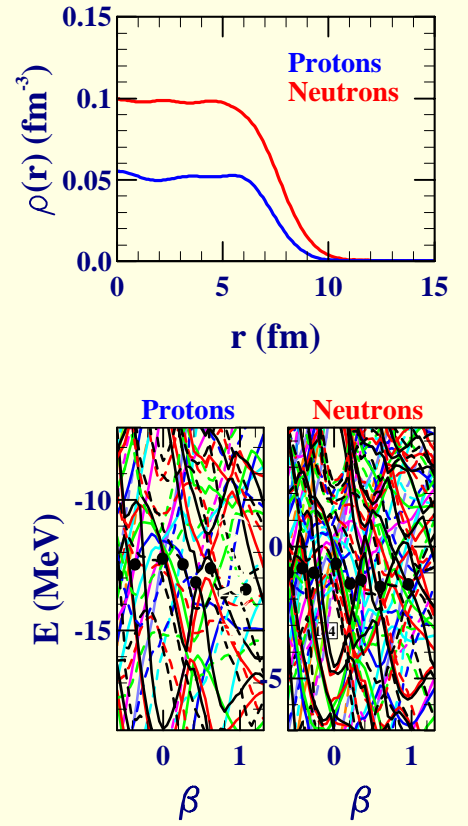 0.15
Protons
Neutrons
0.1
0.05
0.0
ρ(r) (fm⁻³)
0 5 10 15
r (fm)
Protons Neutrons
-10
-15
E (MeV)
0
-5
0 1 0 1
β β